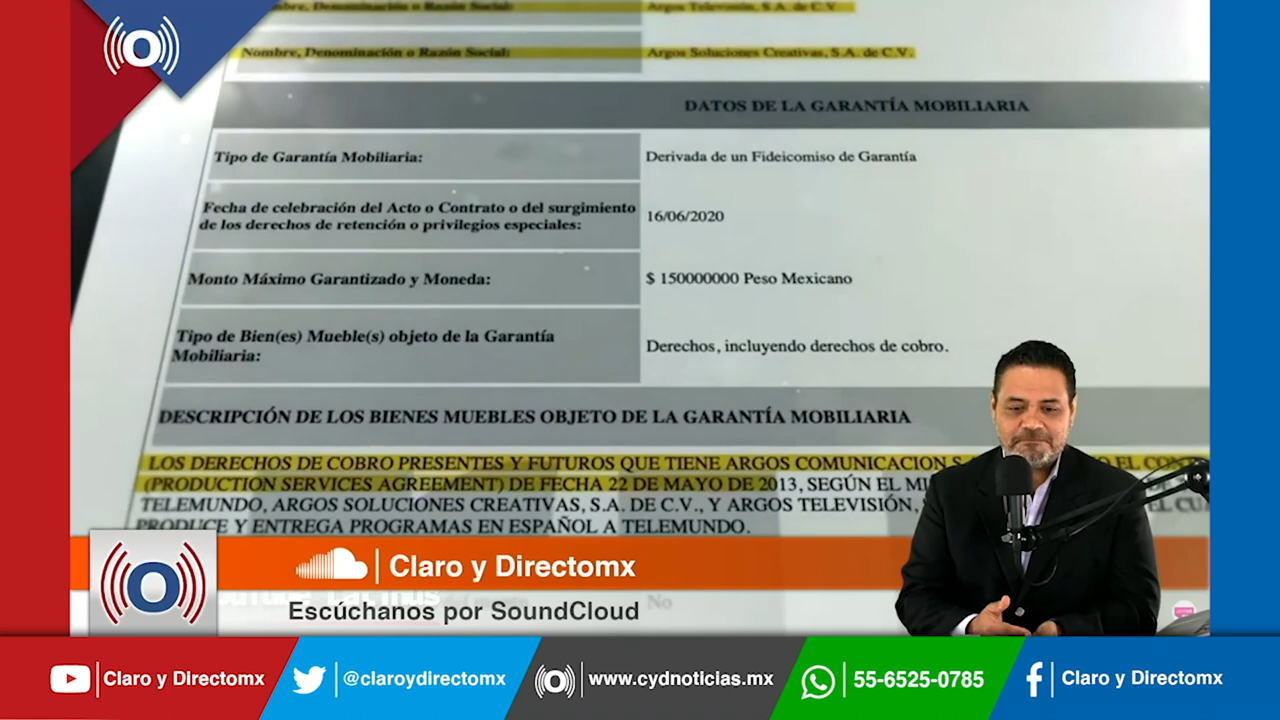 Nombre, Denominación o Razón Social:
Argos Televisión, S.A. de C.V
Nombre, Denominación o Razón Social:
Argos Soluciones Creativas, S.A. de C.V.
DATOS DE LA GARANTÍA MOBILIARIA
Tipo de Garantía Mobiliaria:
Derivada de un Fideicomiso de Garantía
Fecha de celebración del Acto o Contrato o del surgimiento
de los derechos de retención o privilegios especiales:
16/06/2020
Monto Máximo Garantizado y Moneda:
$ 150000000 Peso Mexicano
Tipo de Bien(es) Mueble(s) objeto de la Garantía
Mobiliaria:
Derechos, incluyendo derechos de cobro.
DESCRIPCIÓN DE LOS BIENES MUEBLES OBJETO DE LA GARANTÍA MOBILIARIA
LOS DERECHOS DE COBRO PRESENTES Y FUTUROS QUE TIENE ARGOS COMUNICACION
(PRODUCTION SERVICES AGREEMENT) DE FECHA 22 DE MAYO DE 2013, SEGÚN EL
TELEMUNDO, ARGOS SOLUCIONES CREATIVAS, S.A. DE C.V., Y ARGOS TELEVISIÓN,
PRODUCE Y ENTREGA PROGRAMAS EN ESPAÑOL A TELEMUNDO.
Claro y Directomx
Escúchanos por SoundCloud
No
Claro y Directomx
@claroydirectomx
www.cydnoticias.mx
55-6525-0785
Claro y Directomx